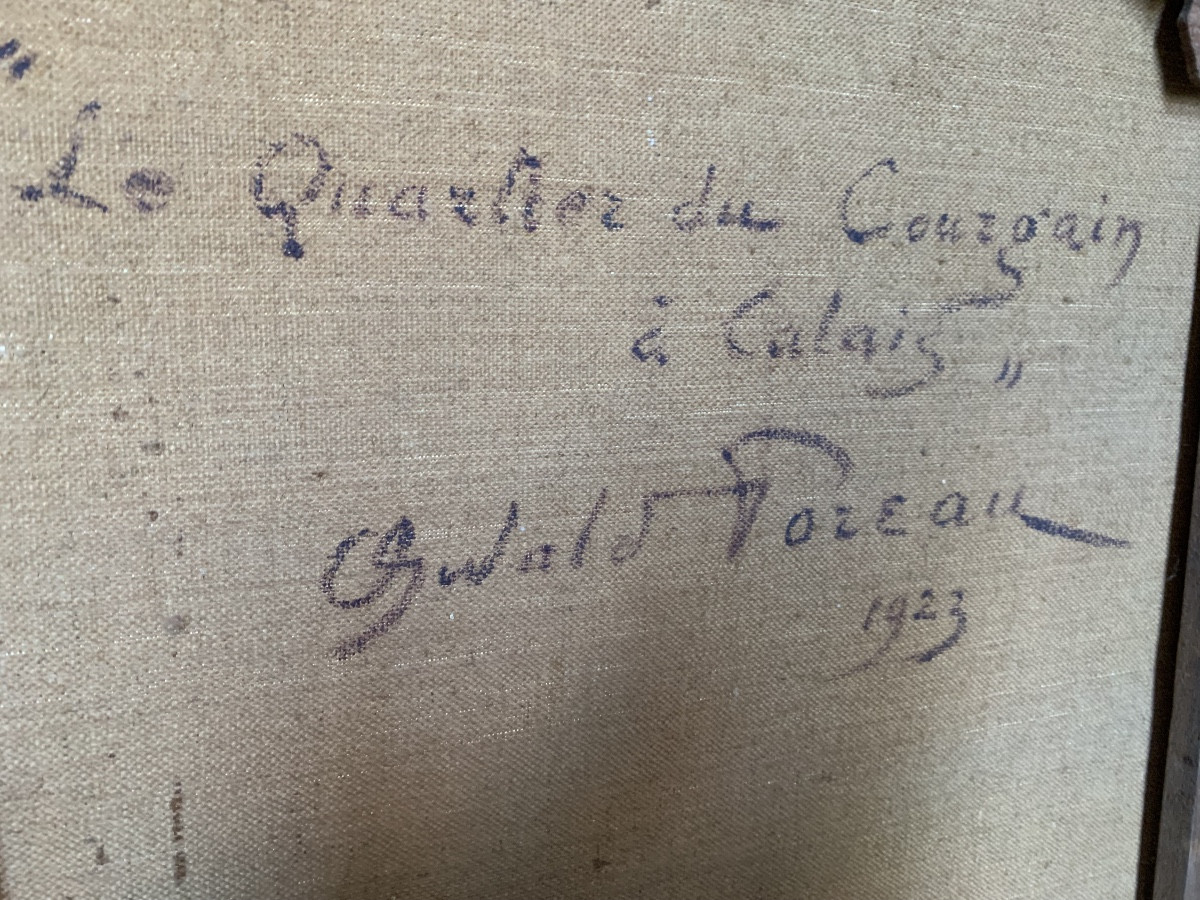 " Le Quartier du Courgain
à Calais "
Oswald Poreau
1923